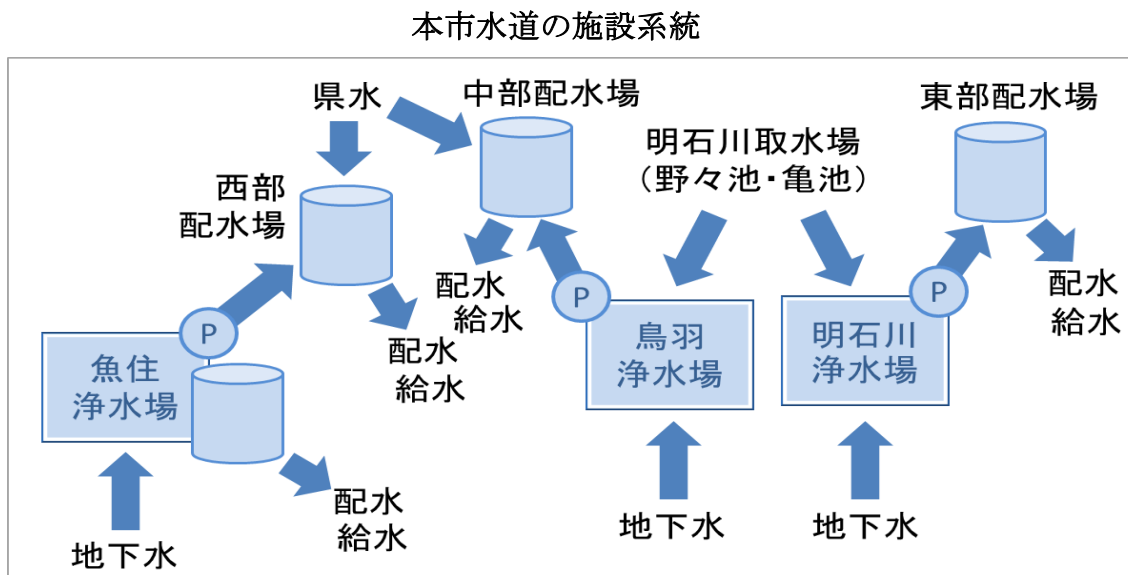 本市水道の施設系統
県水
中部配水場
東部配水場
明石川取水場
（野々池・亀池）
西部
配水場
配水
給水
配水
給水
配水
給水
P
P
P
魚住
浄水場
鳥羽
浄水場
明石川
浄水場
配水
給水
地下水
地下水
地下水